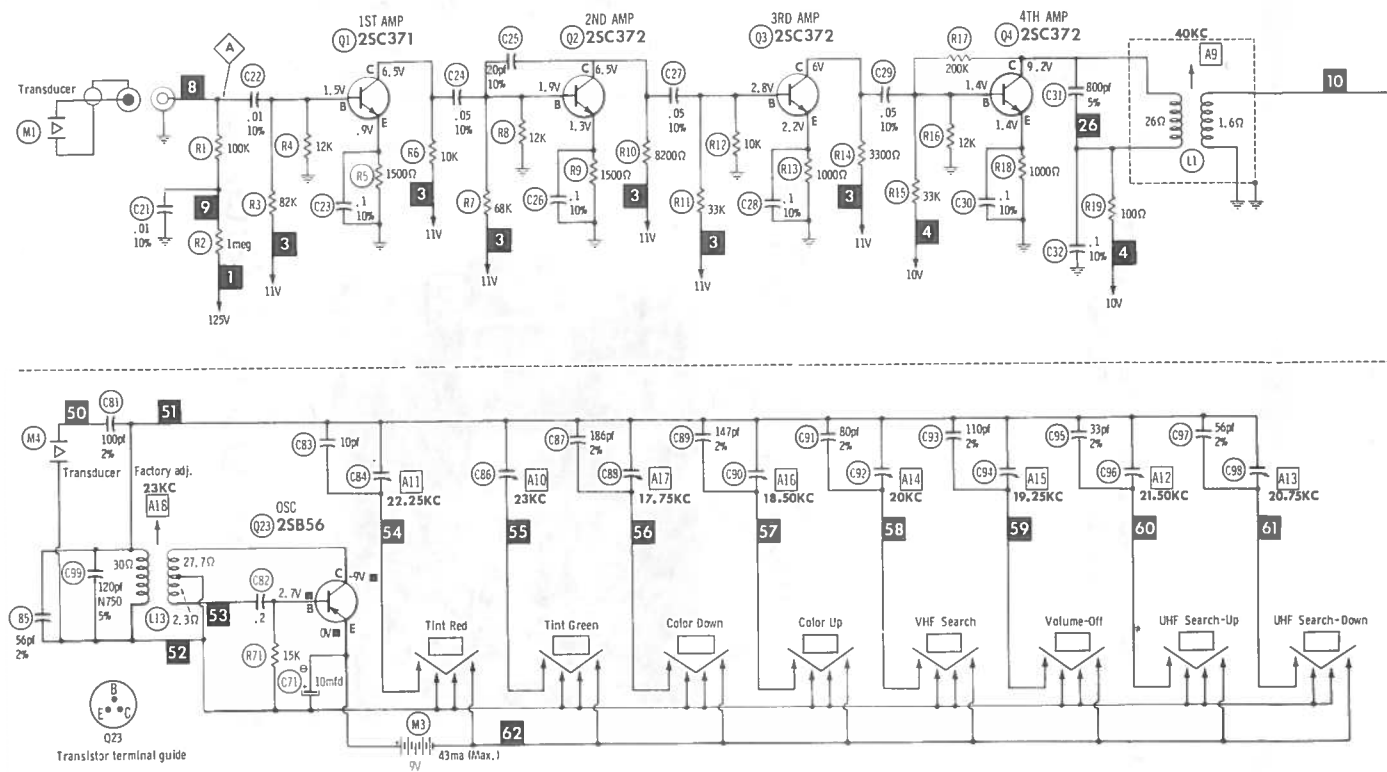 1ST AMP
Q1 2SC371
2ND AMP
Q2 2SC372
3RD AMP
Q3 2SC372
4TH AMP
Q4 2SC372
40KC
A9
A
8
Transducer
M1
C22
.01
10%
R1
100K
R4
12K
C21
.01
10%
9
R2
1meg
1
125V
R3
82K
3
11V
C
6.5V
1.5V
B
E
.9V
R5
1500Ω
C23
.1
10%
R6
10K
3
11V
C24
.05
10%
C25
20pf
10%
R8
12K
R7
68K
3
11V
C
6.5V
1.9V
B
E
1.3V
R9
1500Ω
C26
.1
10%
R10
8200Ω
3
11V
C27
.05
10%
R12
10K
R11
33K
3
11V
C
6V
2.8V
B
E
2.2V
R13
1000Ω
C28
.1
10%
R14
3300Ω
3
11V
C29
.05
10%
R17
200K
R16
12K
R15
33K
4
10V
C
9.2V
1.4V
B
E
1.4V
R18
1000Ω
C30
.1
10%
C31
800pf
5%
26
26Ω
1.6Ω
L1
10
R19
100Ω
C32
.1
10%
4
10V
50
C81
100pf
2%
51
M4
Transducer
Factory adj.
23KC
A18
OSC
Q23 2SB56
C99
120pf
N750
5%
85
56pf
2%
30Ω
27.7Ω
L13
2.3Ω
53
52
C82
.2
2.7V
B
C
-9V
0V
E
R71
15K
C71
10mfd
M3
9V
43ma (Max.)
62
B
E C
Q23
Transistor terminal guide
C83
10pf
C84
A11
22.25KC
54
Tint Red
C86
A10
23KC
55
Tint Green
C87
186pf
2%
C88
A17
17.75KC
56
Color Down
C89
147pf
2%
C90
A16
18.50KC
57
Color Up
C91
80pf
2%
C92
A14
20KC
58
VHF Search
C93
110pf
2%
C94
A15
19.25KC
59
Volume-Off
C95
33pf
2%
C96
A12
21.50KC
60
UHF Search-Up
C97
56pf
2%
C98
A13
20.75KC
61
UHF Search-Down